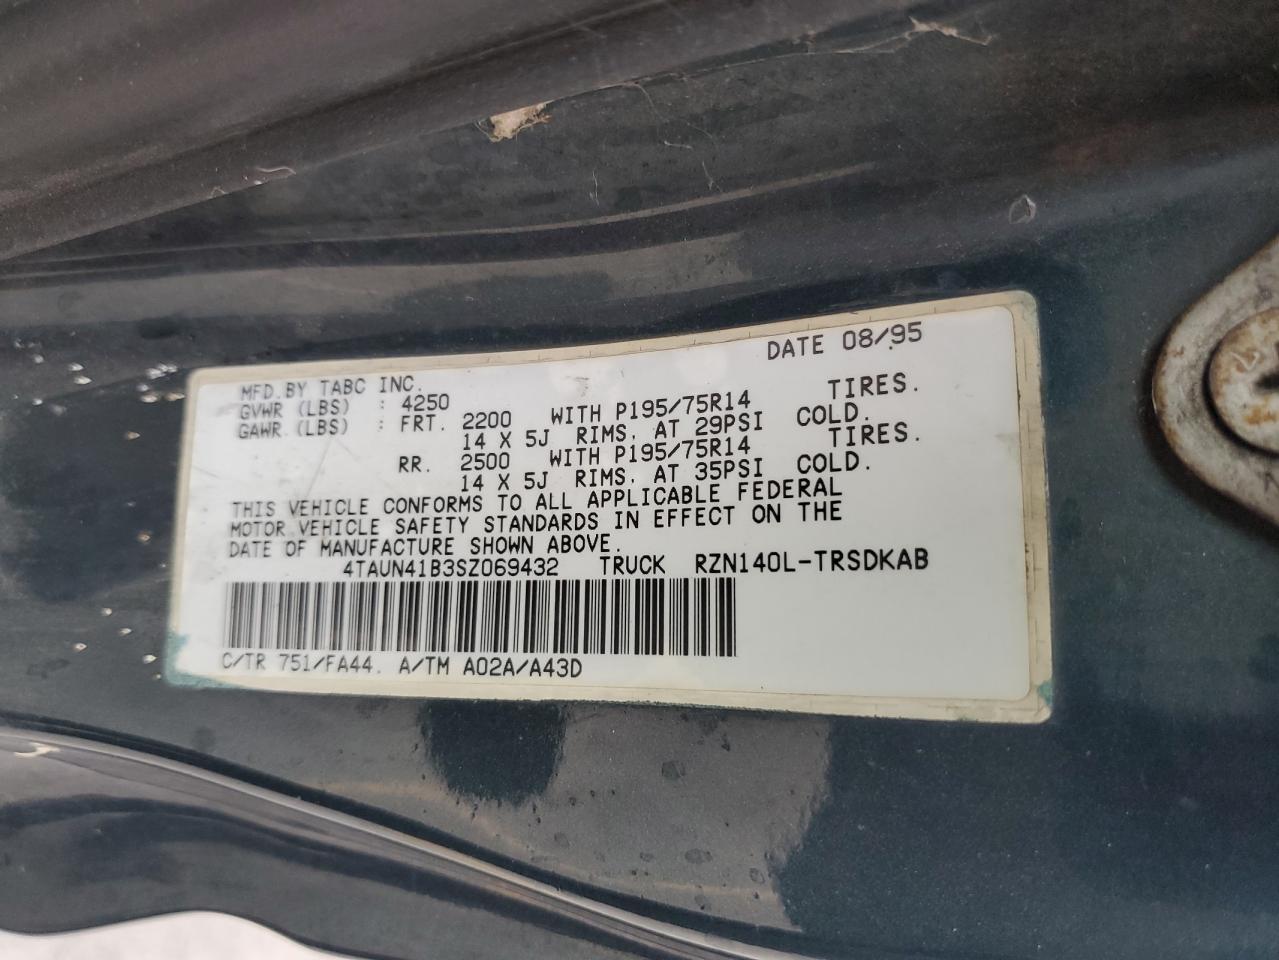 DATE 08/95
MFD.BY TABC INC.
GVWR (LBS) : 4250
GAWR.(LBS) : FRT. 2200 WITH P195/75R14 TIRES.
14 X 5J RIMS, AT 29PSI COLD.
RR. 2500 WITH P195/75R14 TIRES.
14 X 5J RIMS, AT 35PSI COLD.
THIS VEHICLE CONFORMS TO ALL APPLICABLE FEDERAL
MOTOR VEHICLE SAFETY STANDARDS IN EFFECT ON THE
DATE OF MANUFACTURE SHOWN ABOVE.
4TAUN41B3SZ069432 TRUCK RZN140L-TRSDKAB
C/TR 751/FA44. A/TM A02A/A43D